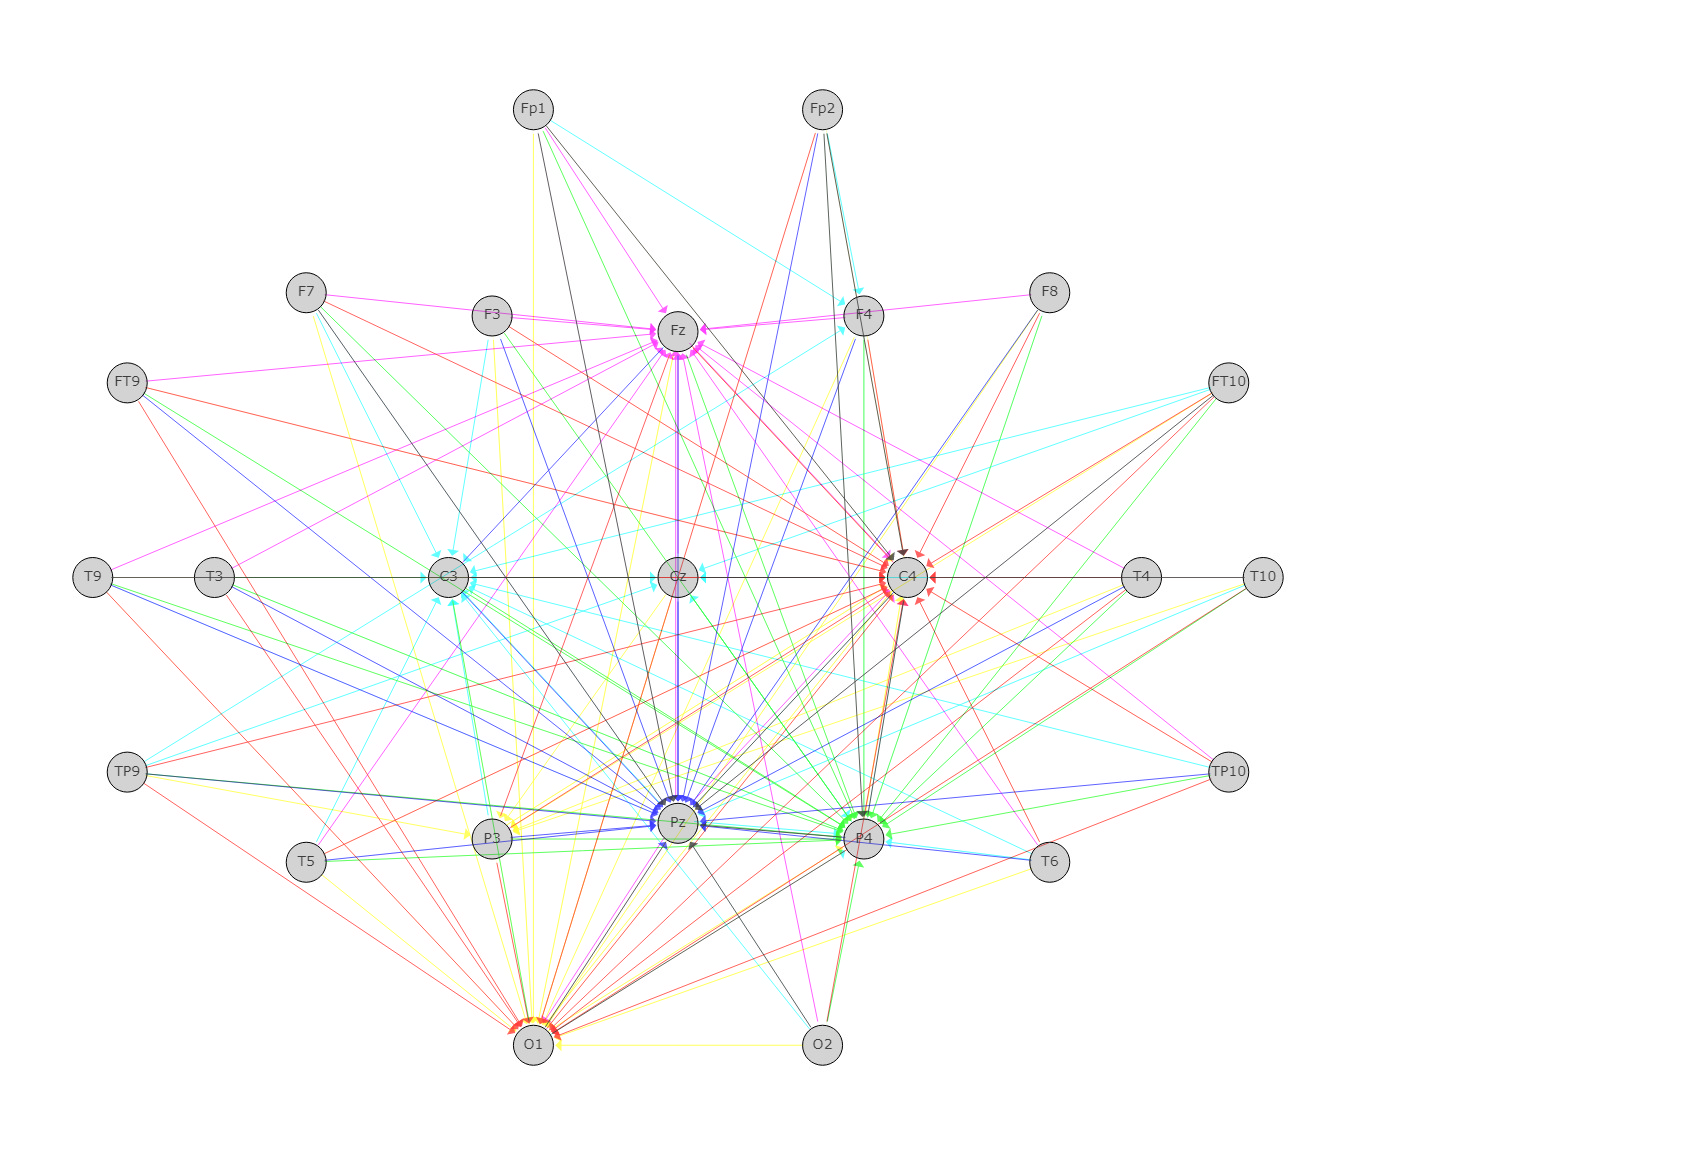 Fp1 Fp2
F7 F3 Fz F4 F8
FT9 FT10
T9 T3 C3 Cz C4 T4 T10
TP9 TP10
T5 P3 Pz P4 T6
O1 O2